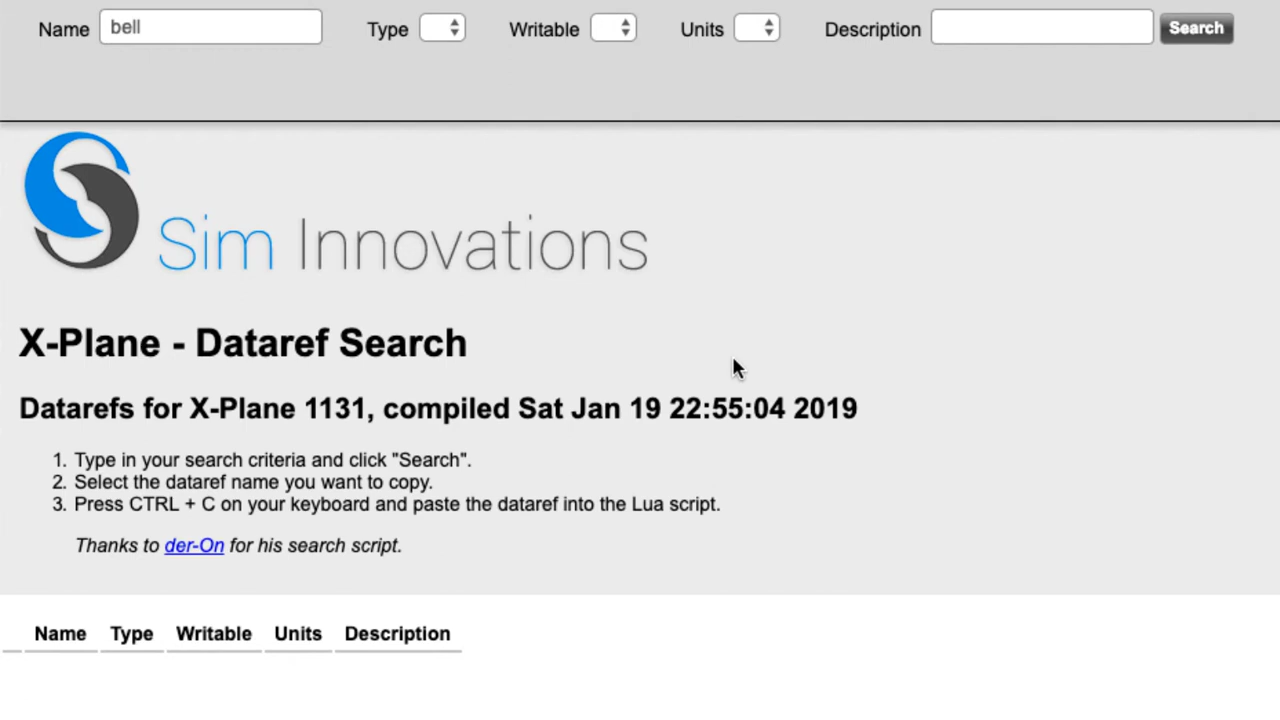 Name bell Type Writable Units Description Search
Sim Innovations
X-Plane - Dataref Search
Datarefs for X-Plane 1131, compiled Sat Jan 19 22:55:04 2019
1. Type in your search criteria and click "Search".
2. Select the dataref name you want to copy.
3. Press CTRL + C on your keyboard and paste the dataref into the Lua script.
Thanks to der-On for his search script.
Name Type Writable Units Description